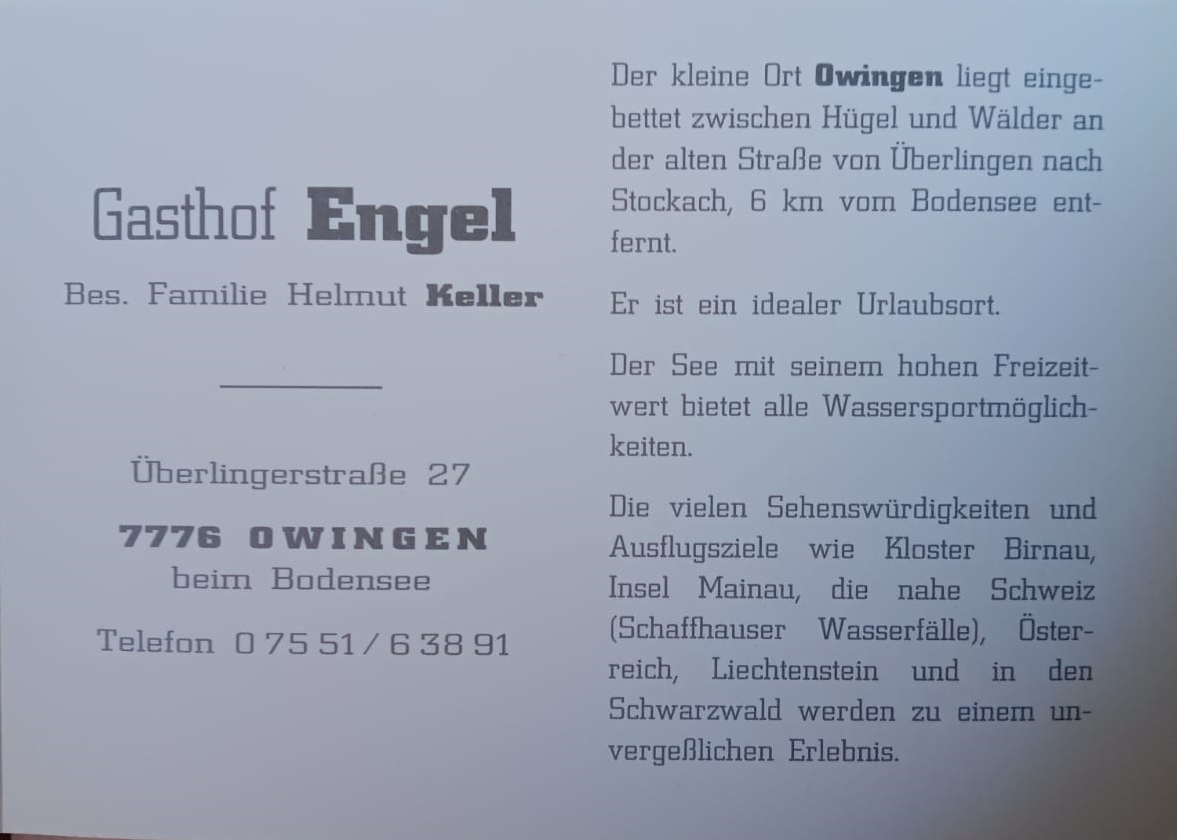 Gasthof Engel
Bes. Familie Helmut Keller
Überlingerstraße 27
7776 OWINGEN
beim Bodensee
Telefon 0 75 51 / 6 38 91
Der kleine Ort Owingen liegt einge-
bettet zwischen Hügel und Wälder an
der alten Straße von Überlingen nach
Stockach, 6 km vom Bodensee ent-
fernt.
Er ist ein idealer Urlaubsort.
Der See mit seinem hohen Freizeit-
wert bietet alle Wassersportmöglich-
keiten.
Die vielen Sehenswürdigkeiten und
Ausflugsziele wie Kloster Birnau,
Insel Mainau, die nahe Schweiz
(Schaffhauser Wasserfälle), Öster-
reich, Liechtenstein und in den
Schwarzwald werden zu einem un-
vergeßlichen Erlebnis.